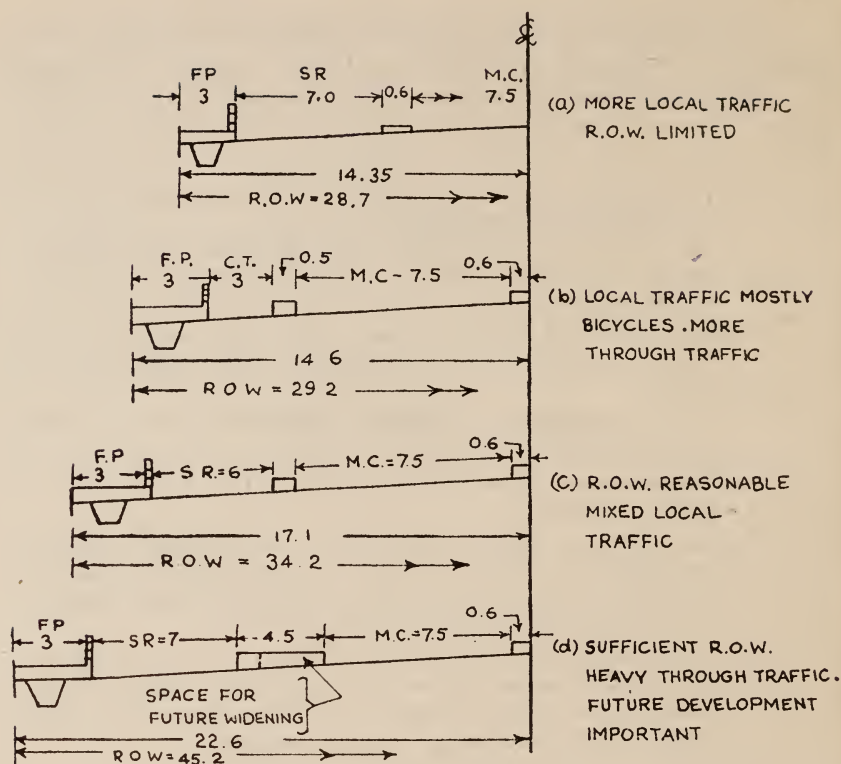 ℄
FP SR M.C.
3 7.0 0.6 7.5
(a) MORE LOCAL TRAFFIC
R.O.W. LIMITED
14.35
R.O.W = 28.7
F.P. C.T. 0.5 0.6
3 3 M.C - 7.5
(b) LOCAL TRAFFIC MOSTLY
BICYCLES . MORE
THROUGH TRAFFIC
14 6
R O W = 29 2
F.P 0.6
3 S R.=6 M.C.=7.5
(C) R.O.W. REASONABLE
MIXED LOCAL
TRAFFIC
17. 1
R.O.W = 34.2
FP 0.6
3 SR=7 4.5 M.C.=7.5
(d) SUFFICIENT R.O.W.
HEAVY THROUGH TRAFFIC.
FUTURE DEVELOPMENT
IMPORTANT
SPACE FOR
FUTURE WIDENING
22.6
ROW=45.2